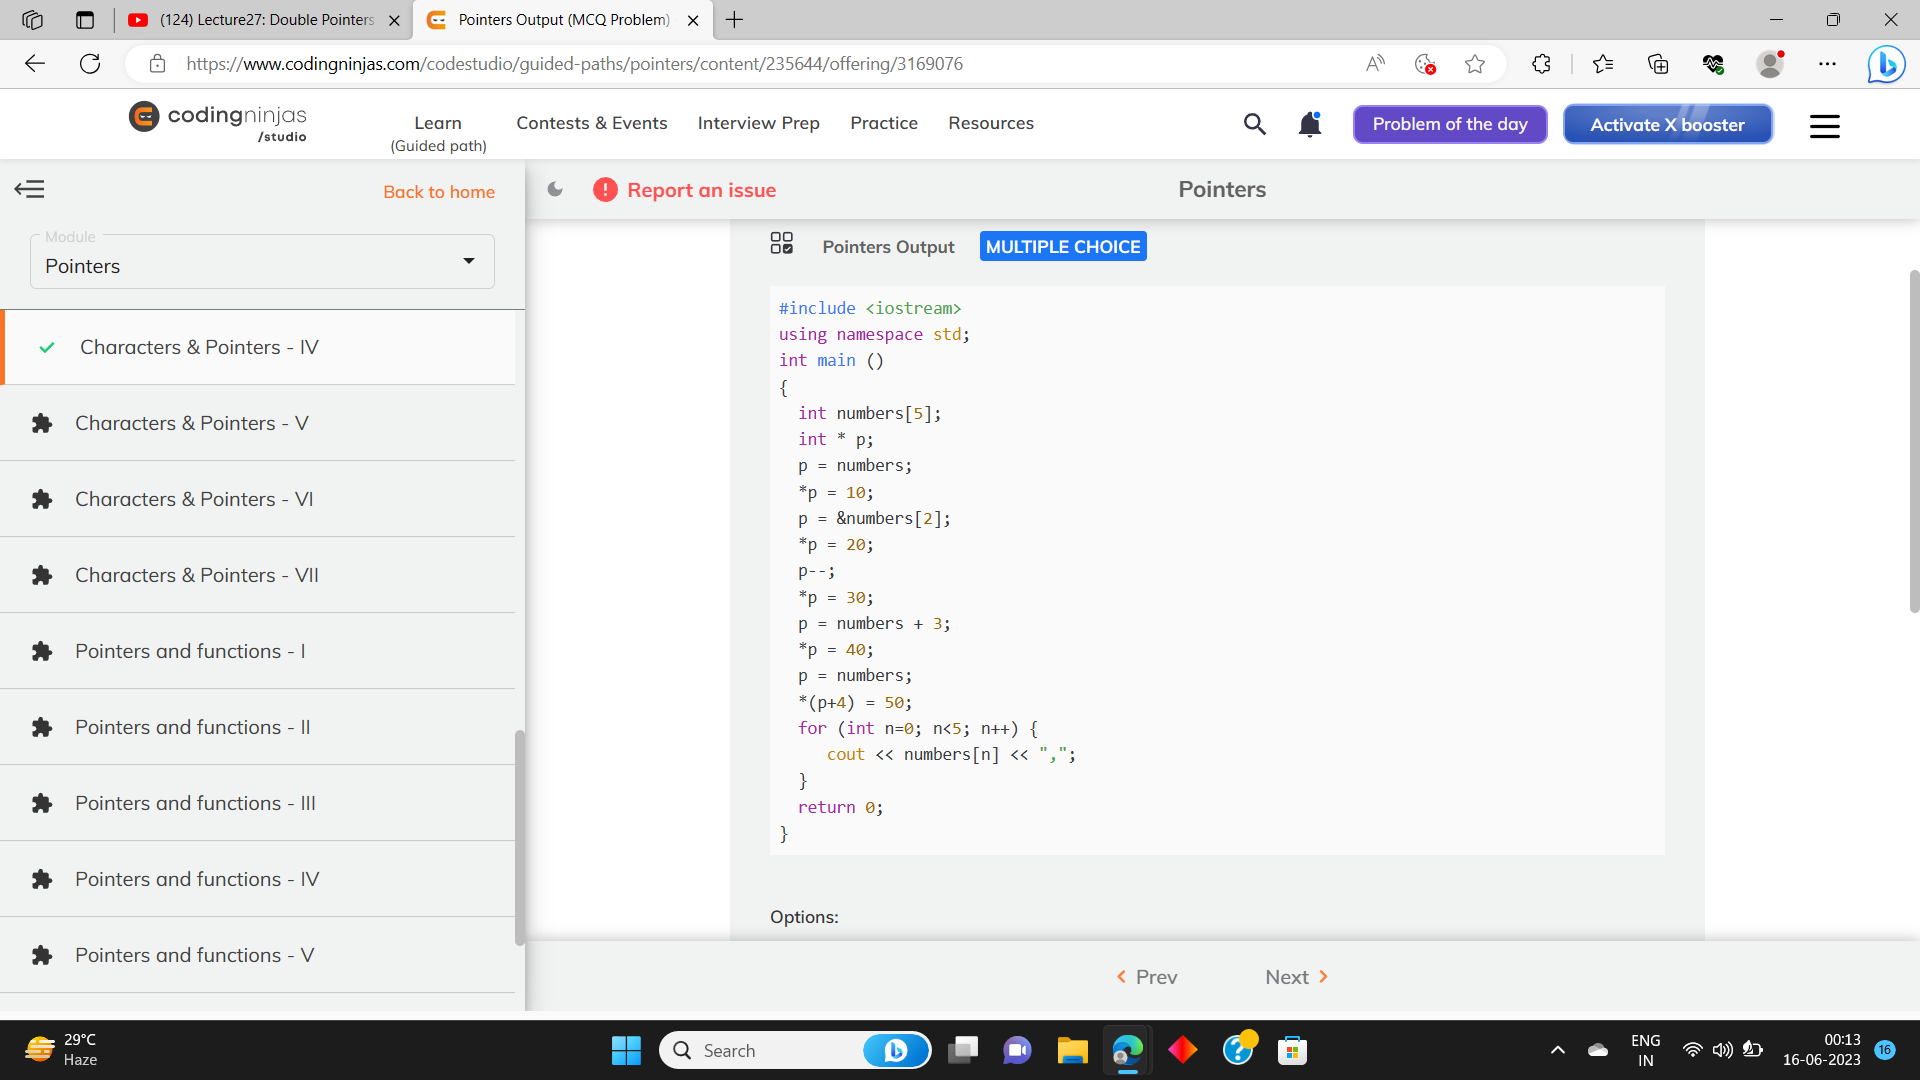 (124) Lecture27: Double Pointers
Pointers Output (MCQ Problem)
https://www.codingninjas.com/codestudio/guided-paths/pointers/content/235644/offering/3169076
codingninjas
/studio
Learn
(Guided path)
Contests & Events
Interview Prep
Practice
Resources
Problem of the day
Activate X booster
Back to home
Report an issue
Pointers
Module
Pointers
Characters & Pointers - IV
Characters & Pointers - V
Characters & Pointers - VI
Characters & Pointers - VII
Pointers and functions - I
Pointers and functions - II
Pointers and functions - III
Pointers and functions - IV
Pointers and functions - V
Pointers Output
MULTIPLE CHOICE
#include <iostream>
using namespace std;
int main ()
{
int numbers[5];
int * p;
p = numbers;
*p = 10;
p = &numbers[2];
*p = 20;
p--;
*p = 30;
p = numbers + 3;
*p = 40;
p = numbers;
*(p+4) = 50;
for (int n=0; n<5; n++) {
cout << numbers[n] << ",";
}
return 0;
}
Options:
Prev
Next
29°C
Haze
Search
ENG
IN
00:13
16-06-2023
16